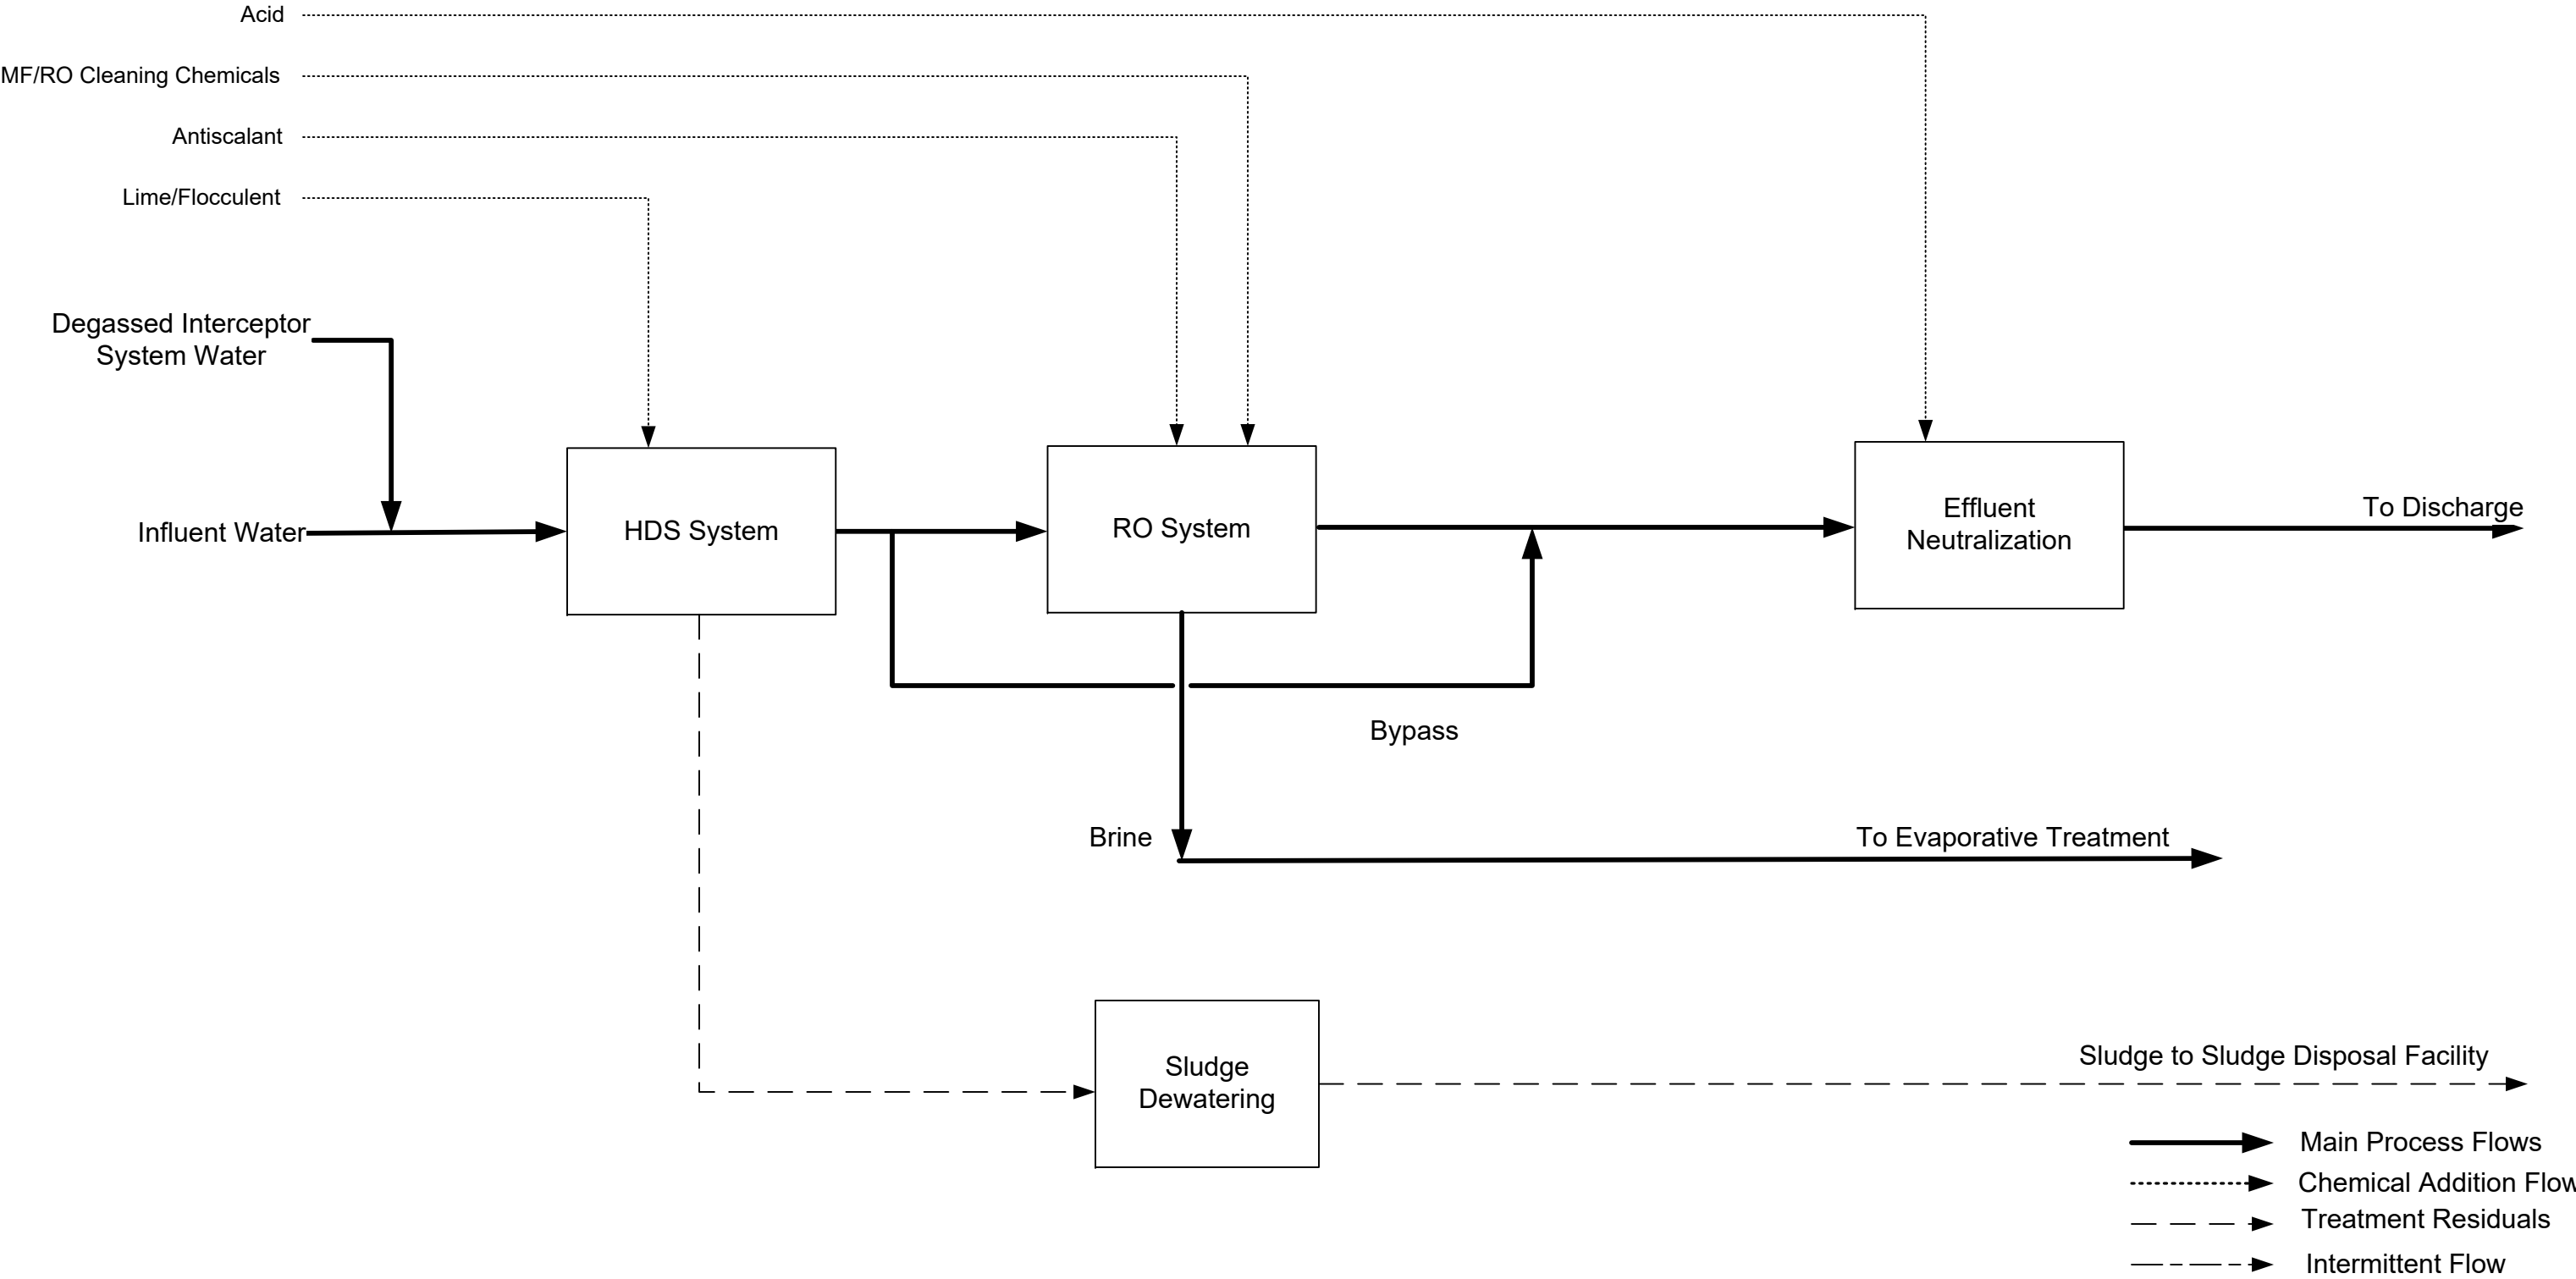 Acid
MF/RO Cleaning Chemicals
Antiscalant
Lime/Flocculent
Degassed Interceptor
System Water
Influent Water
HDS System
RO System
Effluent
Neutralization
To Discharge
Bypass
Brine
To Evaporative Treatment
Sludge
Dewatering
Sludge to Sludge Disposal Facility
Main Process Flows
Chemical Addition Flow
Treatment Residuals
Intermittent Flow